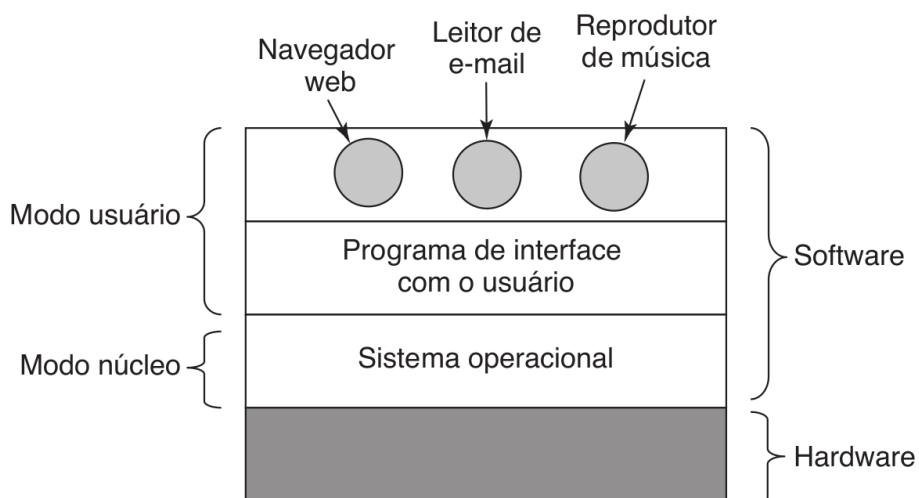 Navegador
web
Leitor de
e-mail
Reprodutor
de música
Modo usuário
Programa de interface
com o usuário
Software
Modo núcleo
Sistema operacional
Hardware